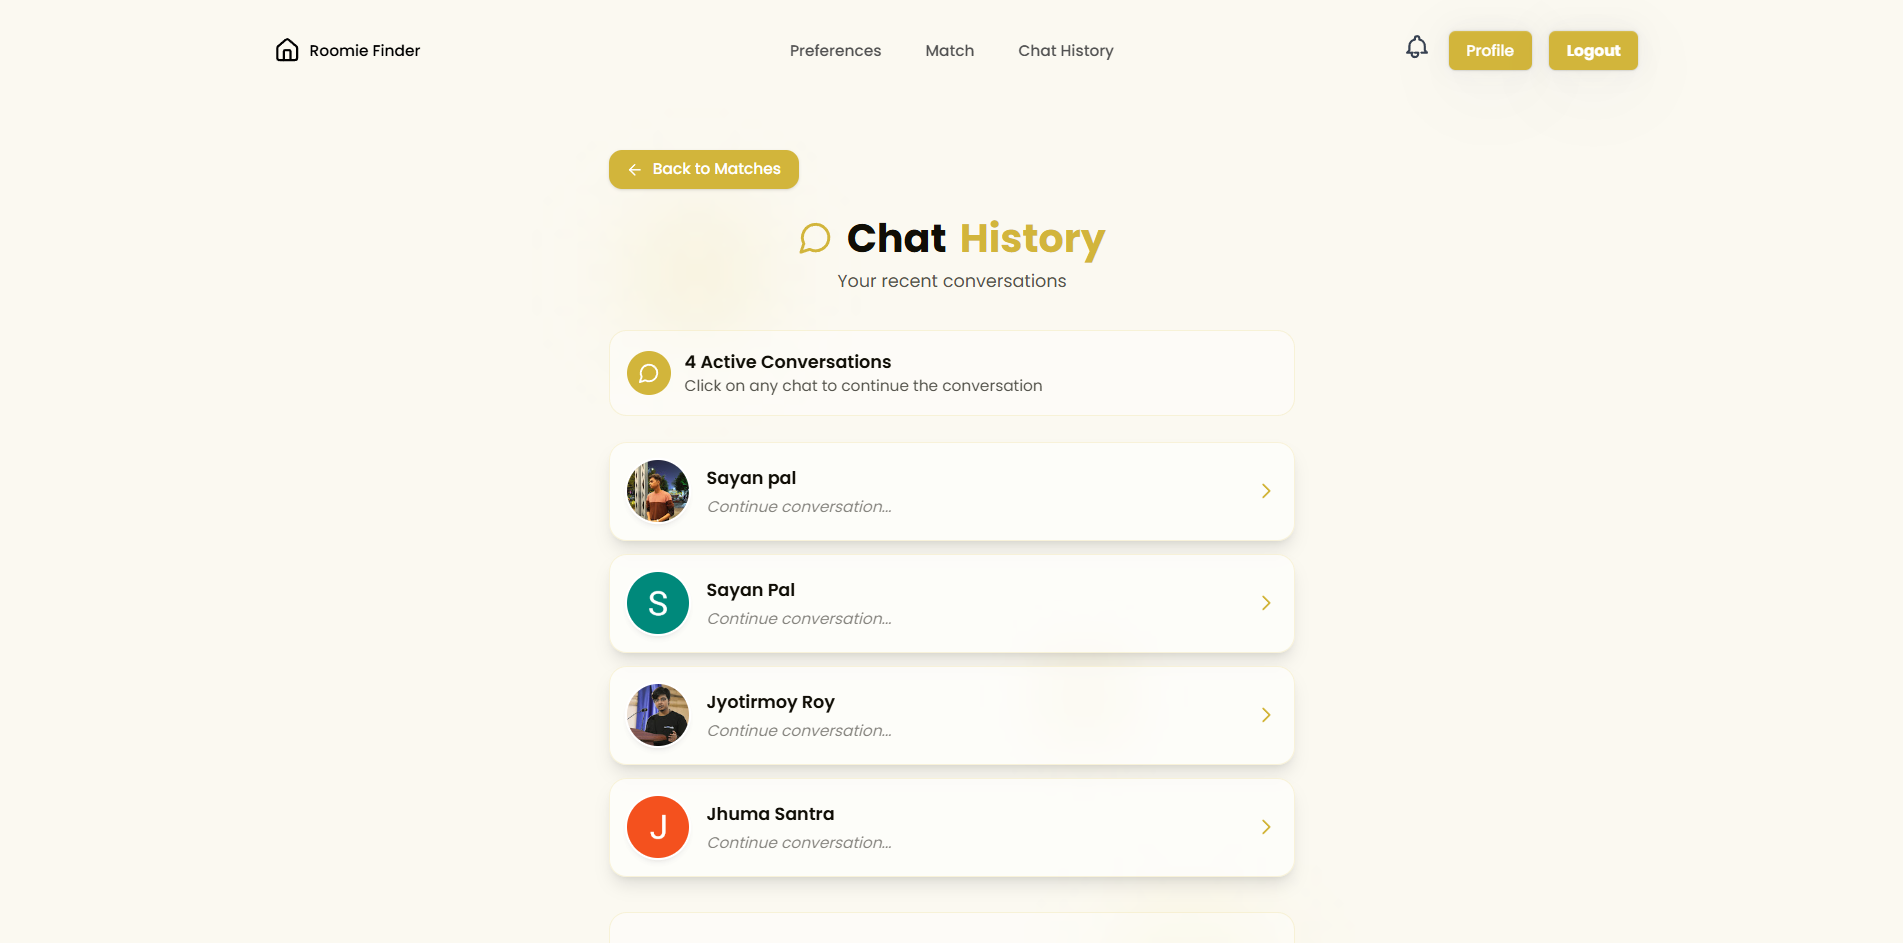 Roomie Finder
Preferences
Match
Chat History
Profile
Logout
Back to Matches
Chat History
Your recent conversations
4 Active Conversations
Click on any chat to continue the conversation
Sayan pal
Continue conversation...
S
Sayan Pal
Continue conversation...
Jyotirmoy Roy
Continue conversation...
J
Jhuma Santra
Continue conversation...